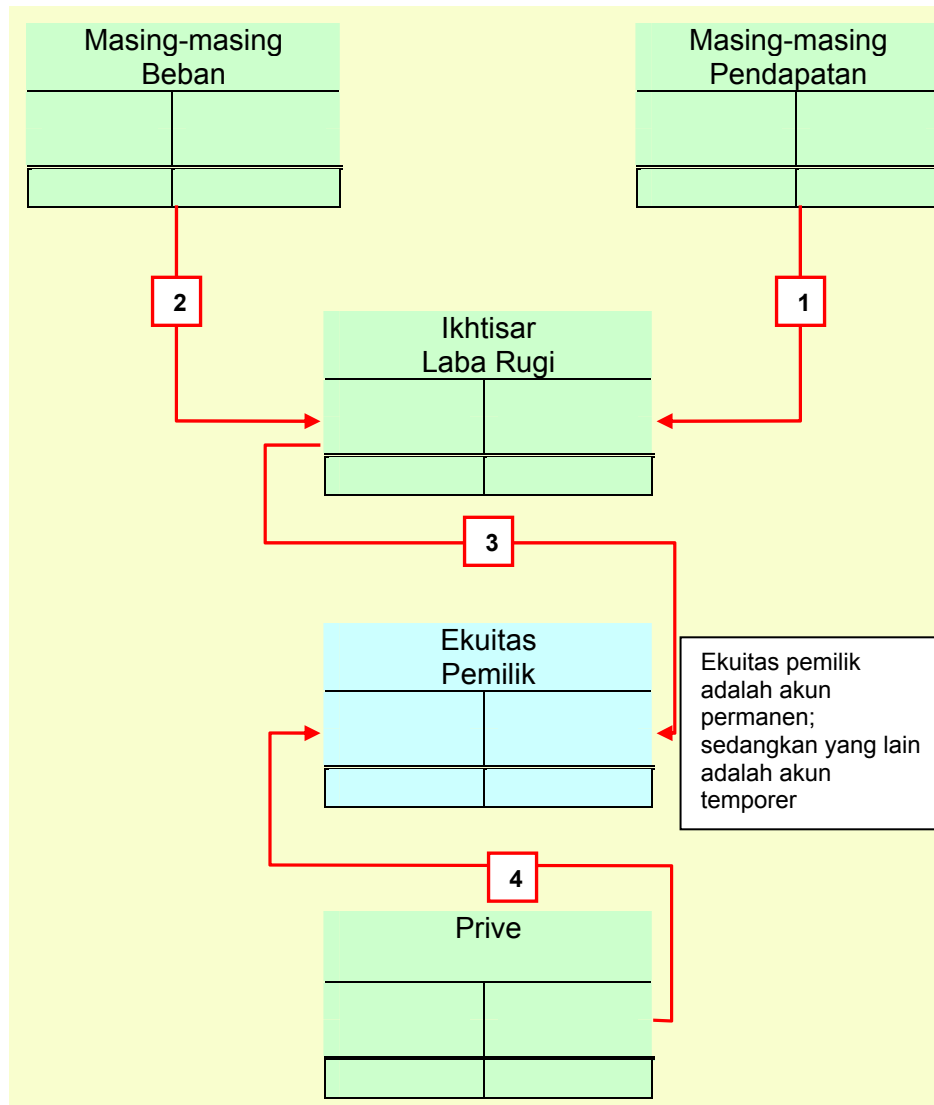 Masing-masing
Beban
Masing-masing
Pendapatan
2
1
Ikhtisar
Laba Rugi
3
Ekuitas
Pemilik
Ekuitas pemilik
adalah akun
permanen;
sedangkan yang lain
adalah akun
temporer
4
Prive